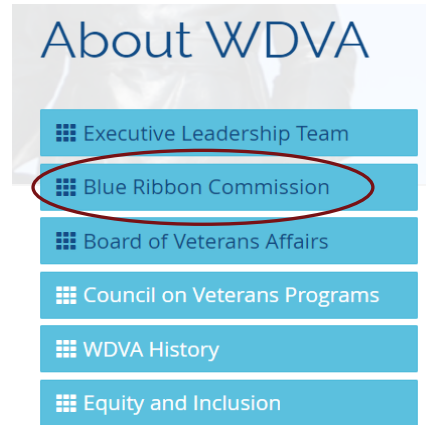 About WDVA
Executive Leadership Team
Blue Ribbon Commission
Board of Veterans Affairs
Council on Veterans Programs
WDVA History
Equity and Inclusion